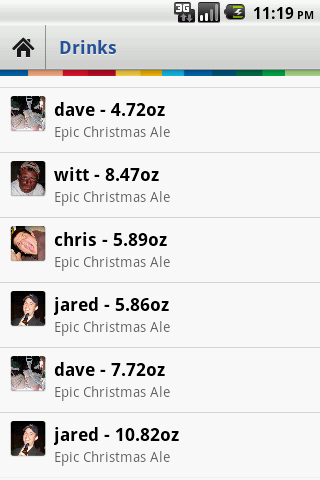 3G 11:19 PM
Drinks
dave - 4.72oz
Epic Christmas Ale
witt - 8.47oz
Epic Christmas Ale
chris - 5.89oz
Epic Christmas Ale
jared - 5.86oz
Epic Christmas Ale
dave - 7.72oz
Epic Christmas Ale
jared - 10.82oz
Epic Christmas Ale